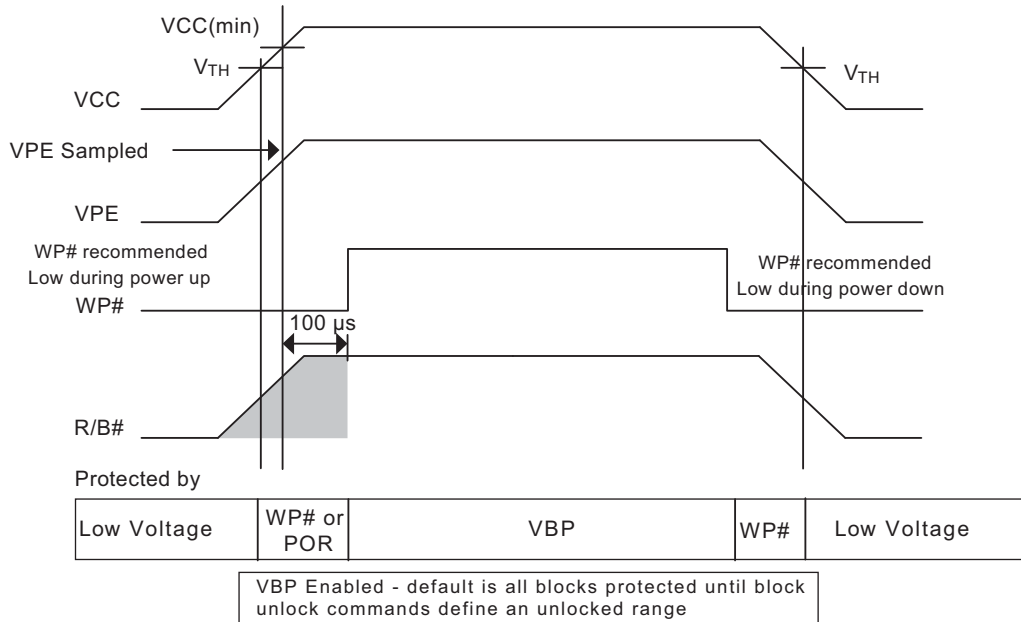 VCC(min)
VTH
VCC
VTH
VPE Sampled
VPE
WP# recommended
Low during power up
WP#
WP# recommended
Low during power down
100 µs
R/B#
Protected by
Low Voltage
WP# or
POR
VBP
WP#
Low Voltage
VBP Enabled - default is all blocks protected until block
unlock commands define an unlocked range